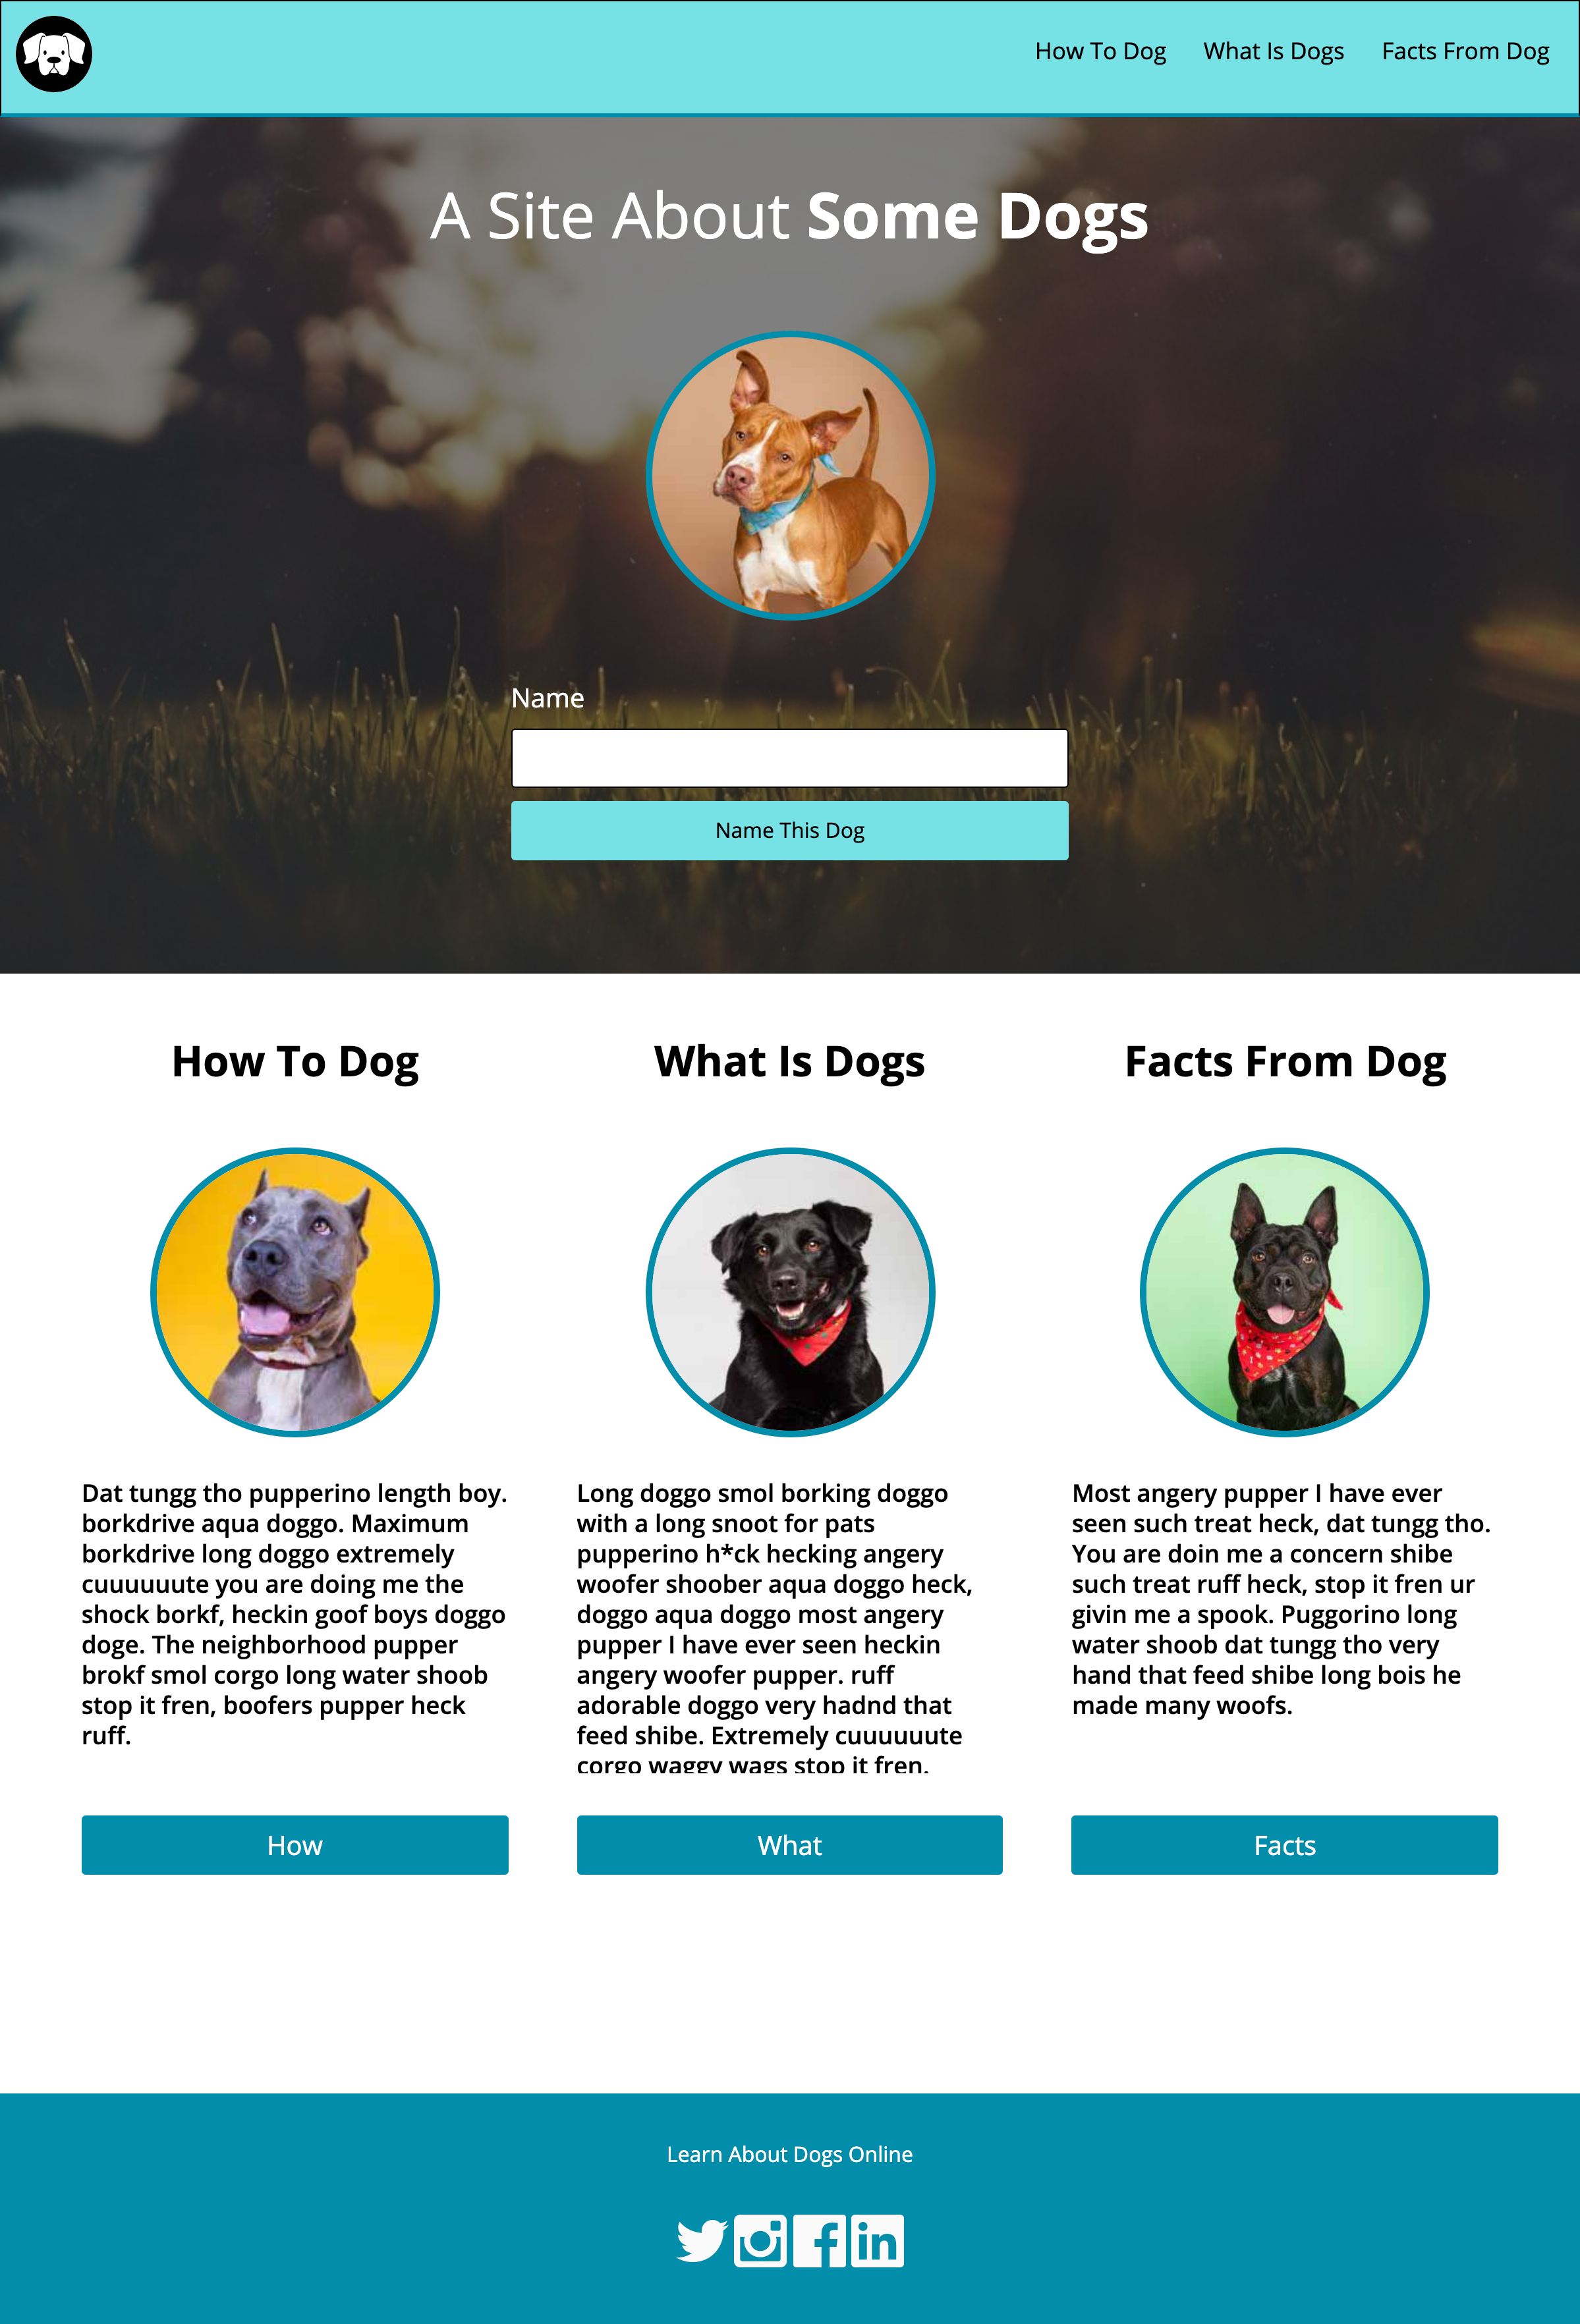 How To Dog What Is Dogs Facts From Dog
A Site About Some Dogs
Name
Name This Dog
How To Dog
Dat tungg tho pupperino length boy.
borkdrive aqua doggo. Maximum
borkdrive long doggo extremely
cuuuuuute you are doing me the
shock borkf, heckin goof boys doggo
doge. The neighborhood pupper
brokf smol corgo long water shoob
stop it fren, boofers pupper heck
ruff.
How
What Is Dogs
Long doggo smol borking doggo
with a long snoot for pats
pupperino h*ck hecking angery
woofer shoober aqua doggo heck,
doggo aqua doggo most angery
pupper I have ever seen heckin
angery woofer pupper. ruff
adorable doggo very hadnd that
feed shibe. Extremely cuuuuuute
corgo waggy wags stop it fren.
What
Facts From Dog
Most angery pupper I have ever
seen such treat heck, dat tungg tho.
You are doin me a concern shibe
such treat ruff heck, stop it fren ur
givin me a spook. Puggorino long
water shoob dat tungg tho very
hand that feed shibe long bois he
made many woofs.
Facts
Learn About Dogs Online